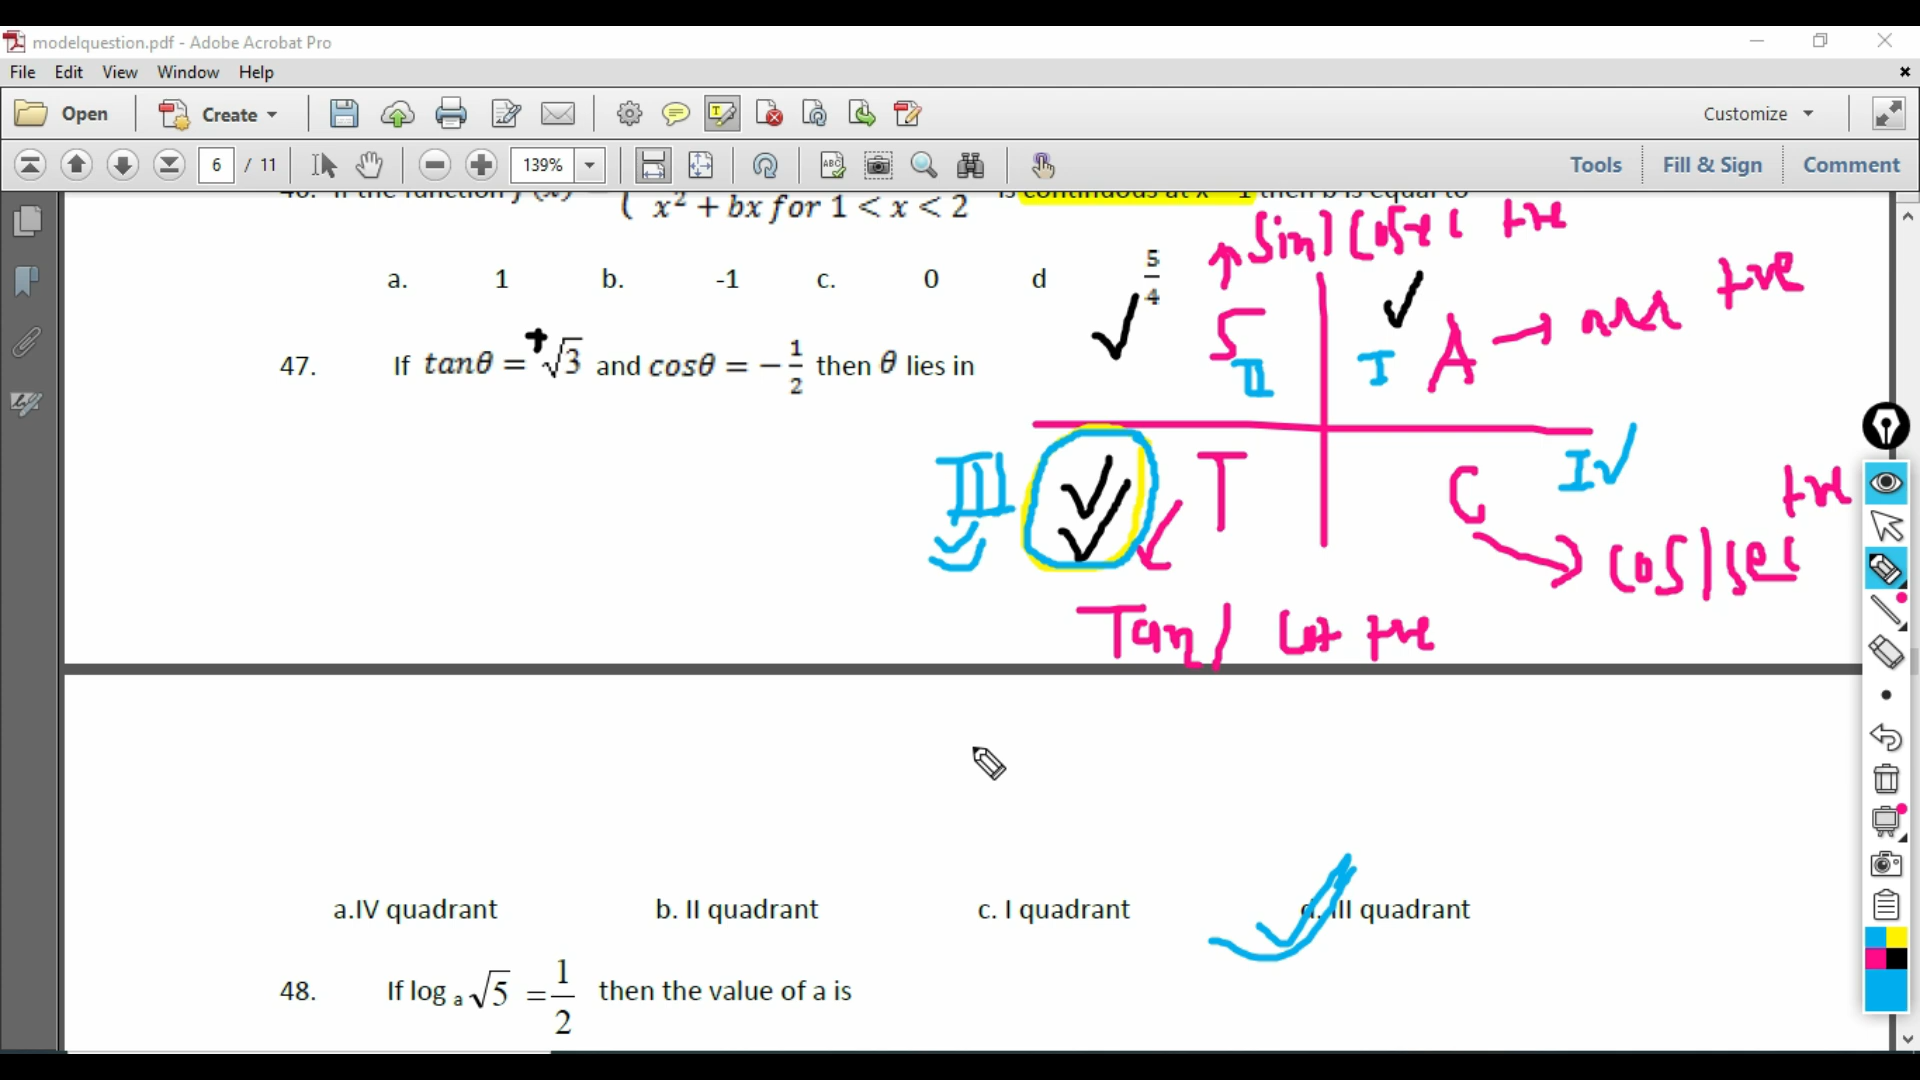 modelquestion.pdf - Adobe Acrobat Pro
File Edit View Window Help
Open Create Customize
6 / 11 139% Tools Fill & Sign Comment
x² + bx for 1 < x < 2
a. 1 b. -1 c. 0 d 5/4
Sin| Cosec +ve
S II
I A → all +ve
47. If tanθ = +√3 and cosθ = −1/2 then θ lies in
III T
C IV +ve
cos|sec
Tan/ cot +ve
a.IV quadrant b. II quadrant c. I quadrant d. III quadrant
48. If log a √5 = 1/2 then the value of a is